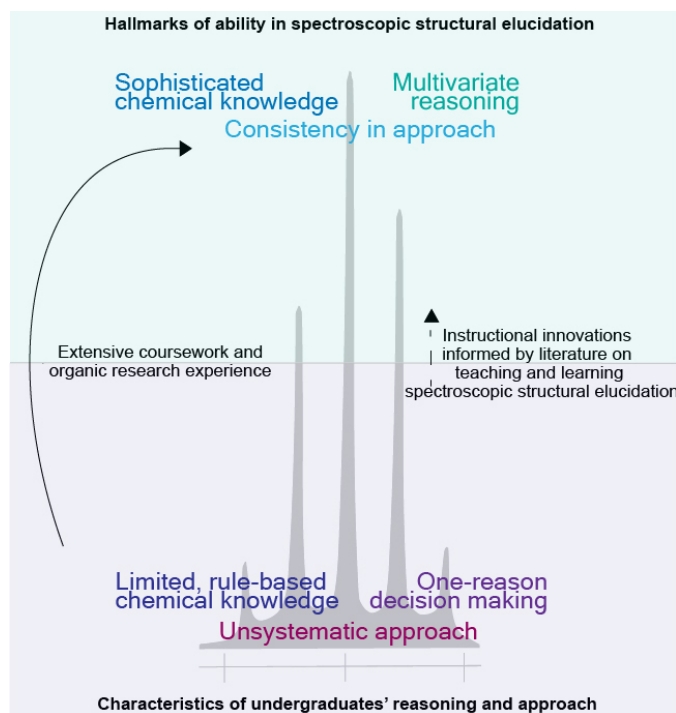 Hallmarks of ability in spectroscopic structural elucidation
Sophisticated
chemical knowledge
Multivariate
reasoning
Consistency in approach
Extensive coursework and
organic research experience
Instructional innovations
informed by literature on
teaching and learning
spectroscopic structural elucidation
Limited, rule-based
chemical knowledge
One-reason
decision making
Unsystematic approach
Characteristics of undergraduates’ reasoning and approach